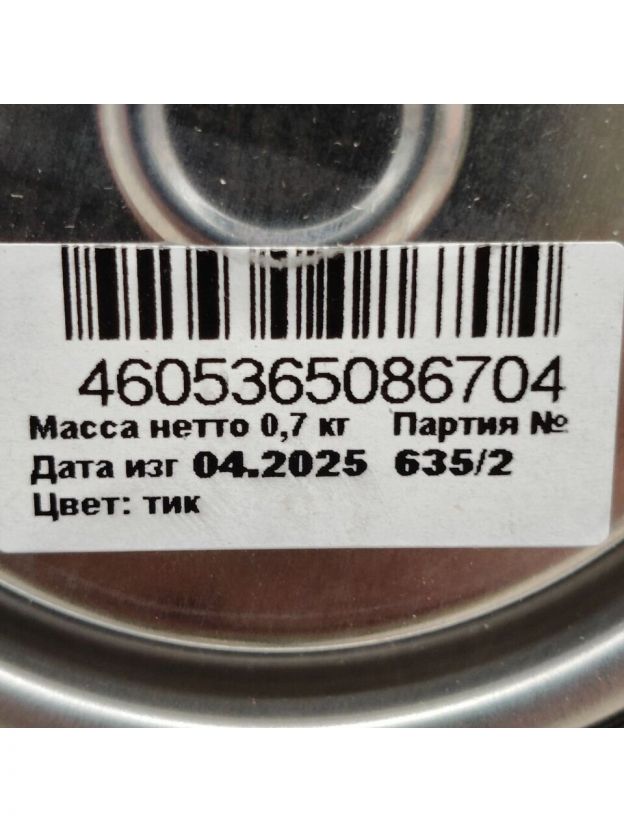 4605365086704
Масса нетто 0,7 кг Партия №
Дата изг 04.2025 635/2
Цвет: тик